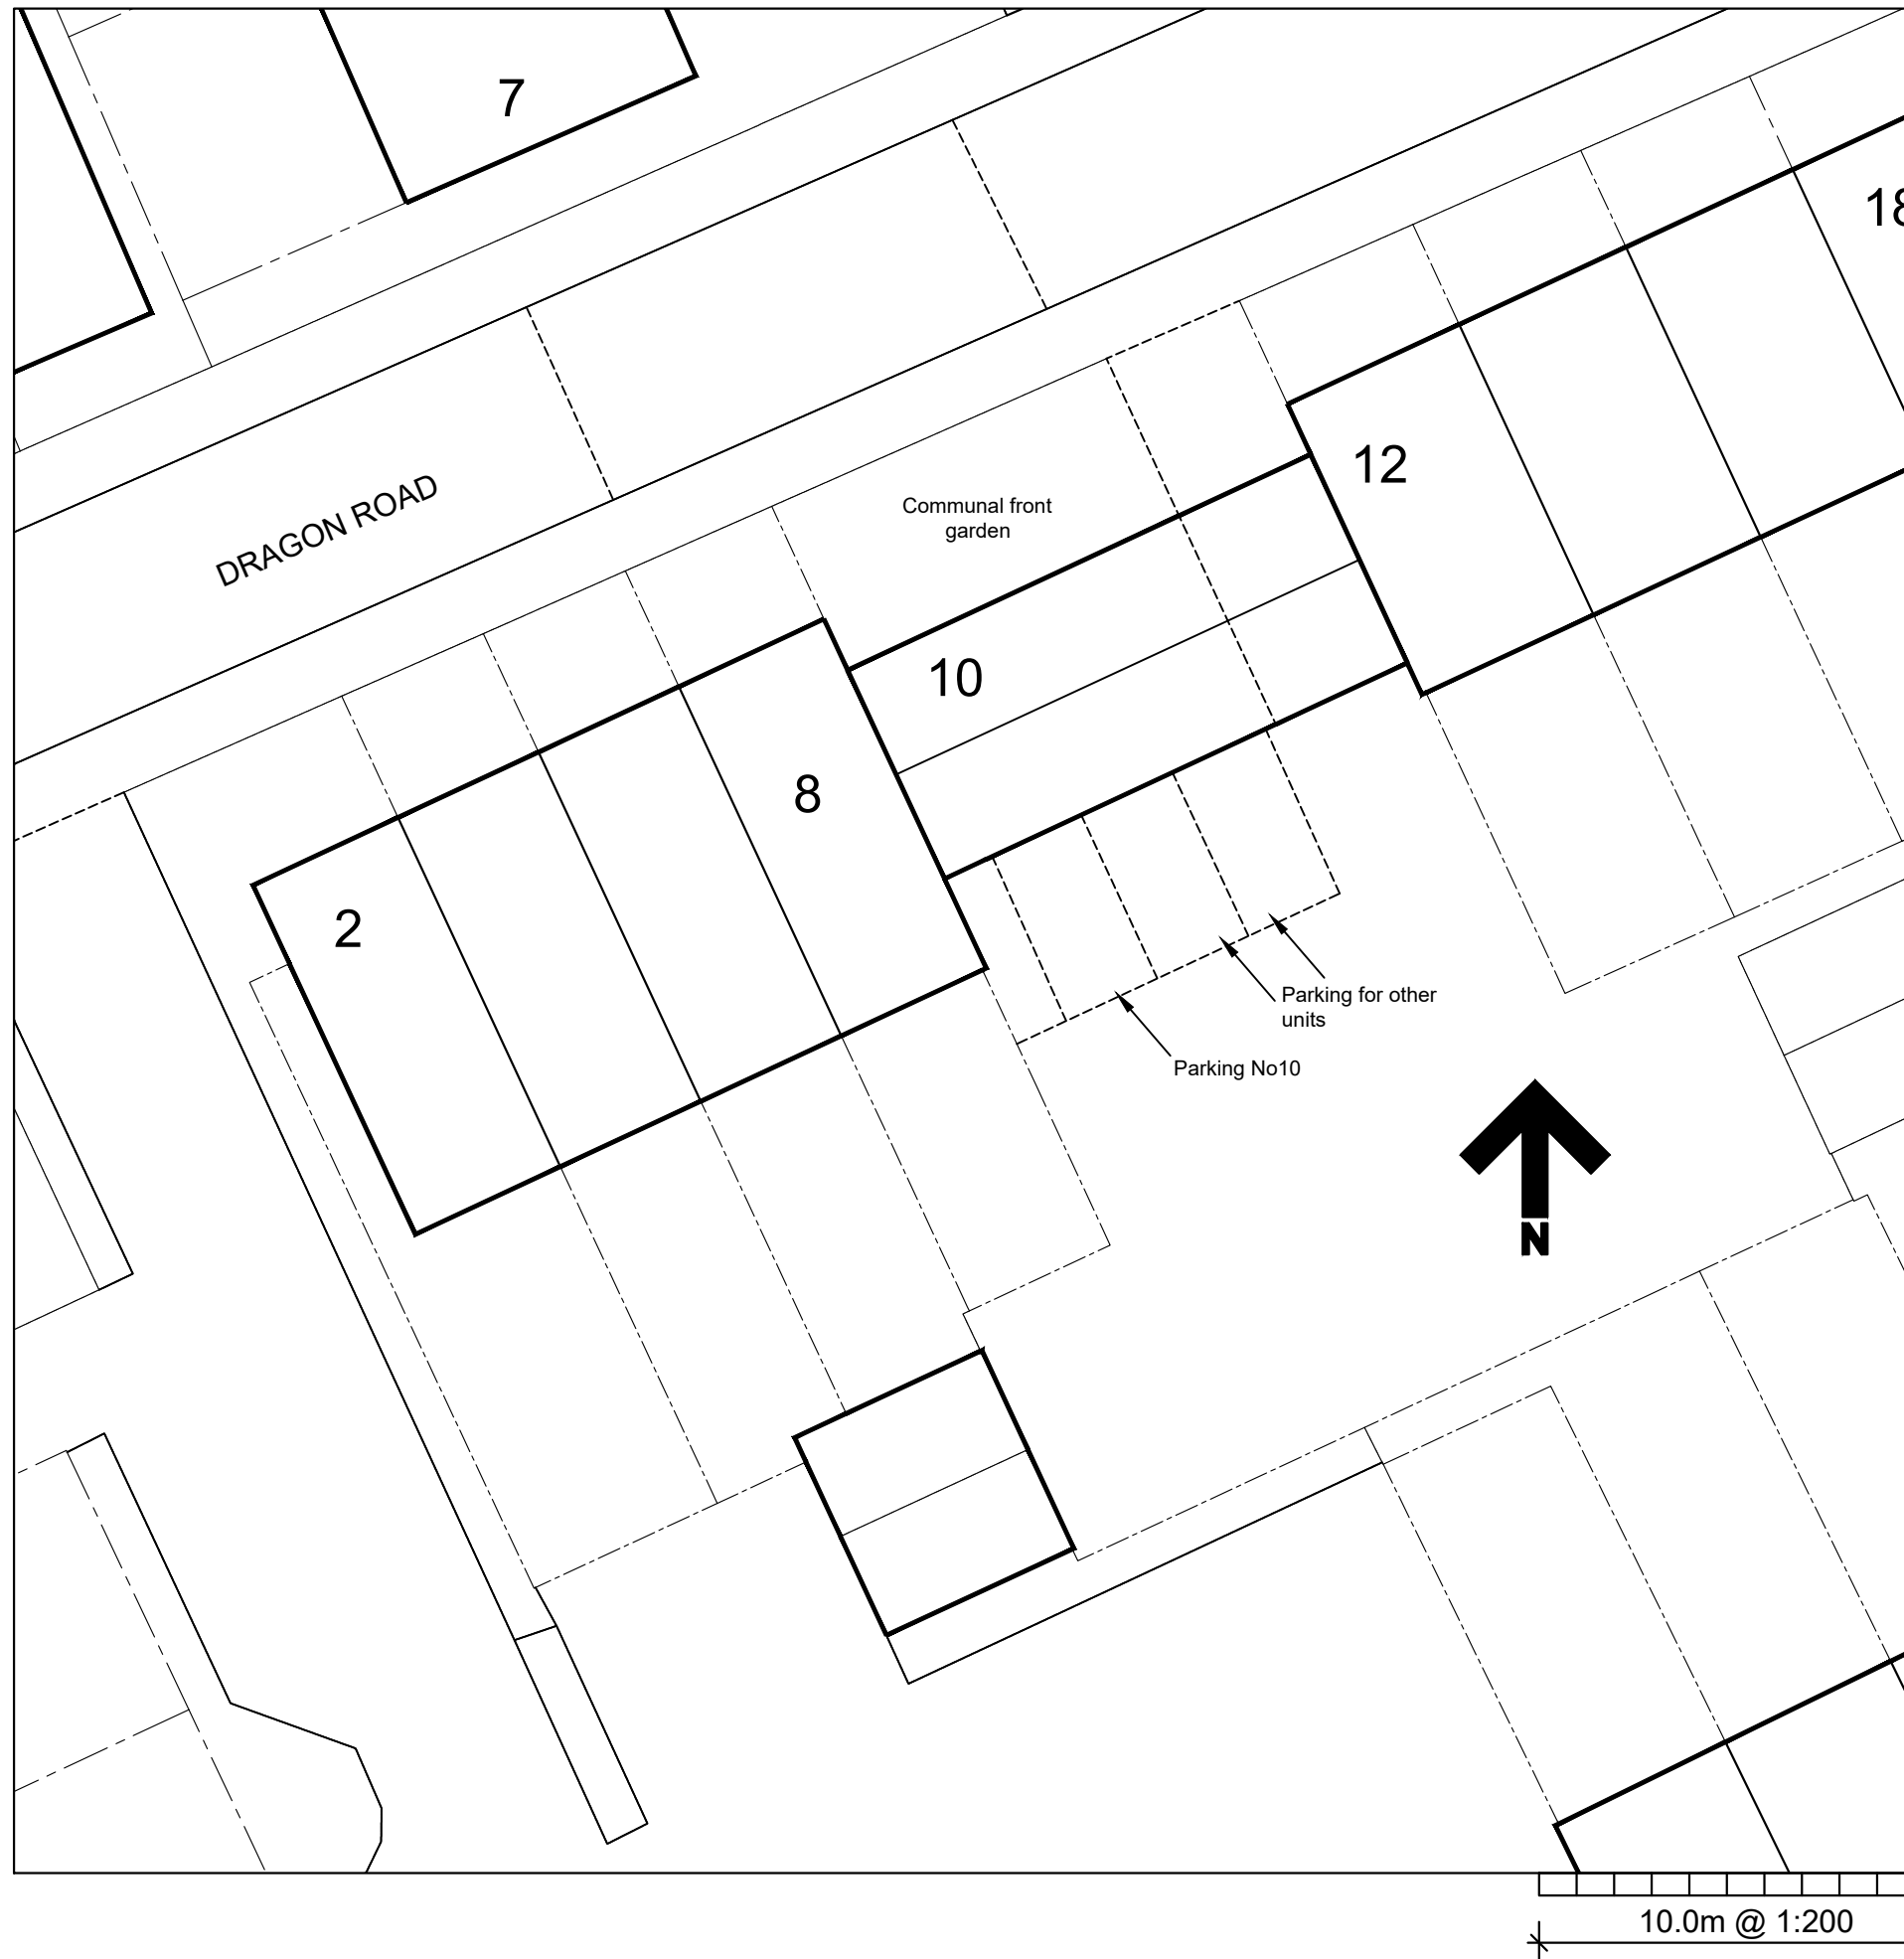 7
18
DRAGON ROAD
Communal front
garden
12
10
8
2
Parking for other
units
Parking No10
N
10.0m @ 1:200